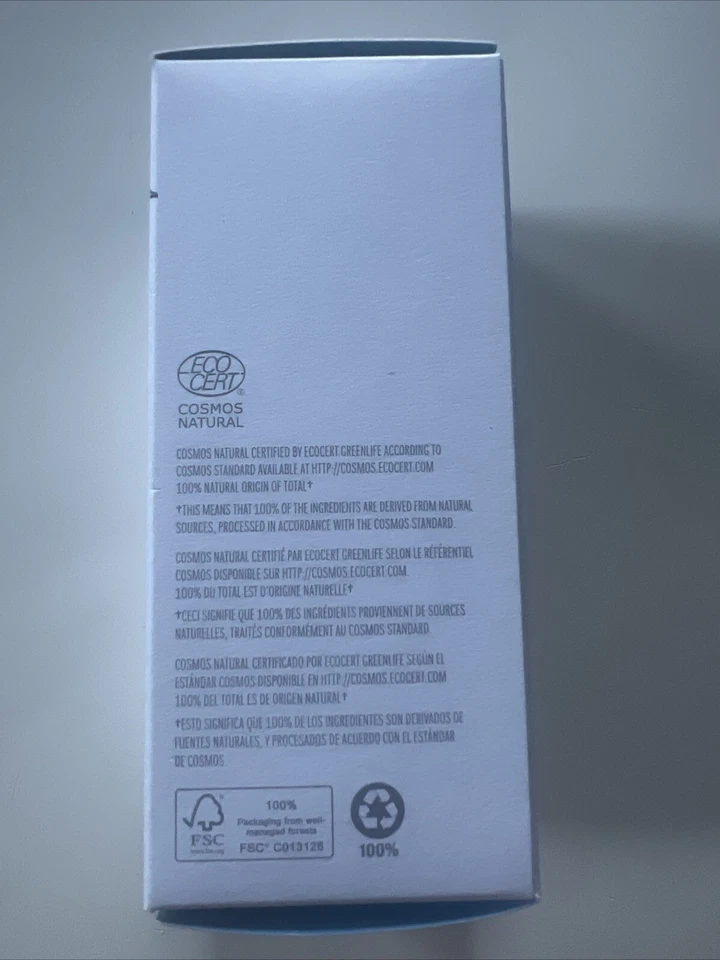 ECO
CERT®
COSMOS
NATURAL
COSMOS NATURAL CERTIFIED BY ECOCERT GREENLIFE ACCORDING TO
COSMOS STANDARD AVAILABLE AT HTTP://COSMOS.ECOCERT.COM
100% NATURAL ORIGIN OF TOTAL†
†THIS MEANS THAT 100% OF THE INGREDIENTS ARE DERIVED FROM NATURAL
SOURCES, PROCESSED IN ACCORDANCE WITH THE COSMOS STANDARD.
COSMOS NATURAL CERTIFIÉ PAR ECOCERT GREENLIFE SELON LE RÉFÉRENTIEL
COSMOS DISPONIBLE SUR HTTP://COSMOS.ECOCERT.COM.
100% DU TOTAL EST D'ORIGINE NATURELLE†
†CECI SIGNIFIE QUE 100% DES INGRÉDIENTS PROVIENNENT DE SOURCES
NATURELLES, TRAITÉS CONFORMÉMENT AU COSMOS STANDARD.
COSMOS NATURAL CERTIFICADO POR ECOCERT GREENLIFE SEGÚN EL
ESTÁNDAR COSMOS DISPONIBLE EN HTTP://COSMOS.ECOCERT.COM
100% DEL TOTAL ES DE ORIGEN NATURAL†
†ESTO SIGNIFICA QUE 100% DE LOS INGREDIENTES SON DERIVADOS DE
FUENTES NATURALES, Y PROCESADOS DE ACUERDO CON EL ESTÁNDAR
DE COSMOS
FSC
www.fsc.org
100%
Packaging from well-
managed forests
FSC® C013126
100%